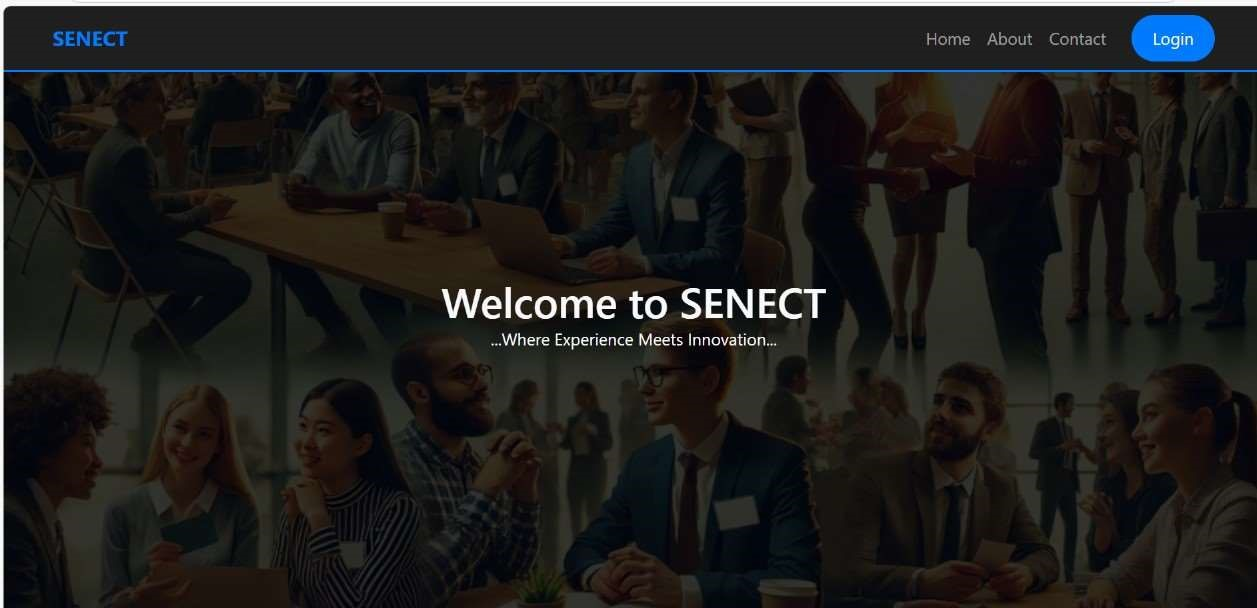 SENECT
Home About Contact Login
Welcome to SENECT
...Where Experience Meets Innovation...